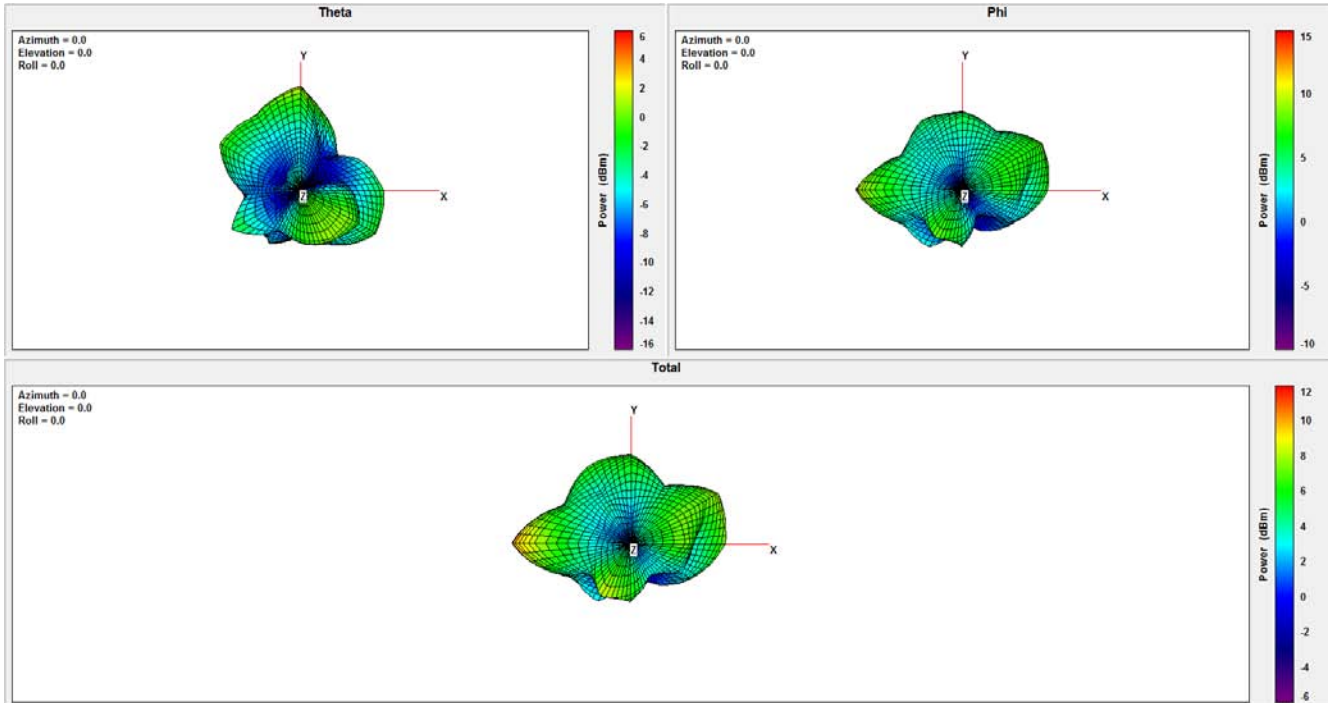 Theta
Azimuth = 0.0
Elevation = 0.0
Roll = 0.0
Y
X
Z
Power (dBm)
6
4
2
0
-2
-4
-6
-8
-10
-12
-14
-16
Phi
Azimuth = 0.0
Elevation = 0.0
Roll = 0.0
Y
X
Z
Power (dBm)
15
10
5
0
-5
-10
Total
Azimuth = 0.0
Elevation = 0.0
Roll = 0.0
Y
X
Z
Power (dBm)
12
10
8
6
4
2
0
-2
-4
-6